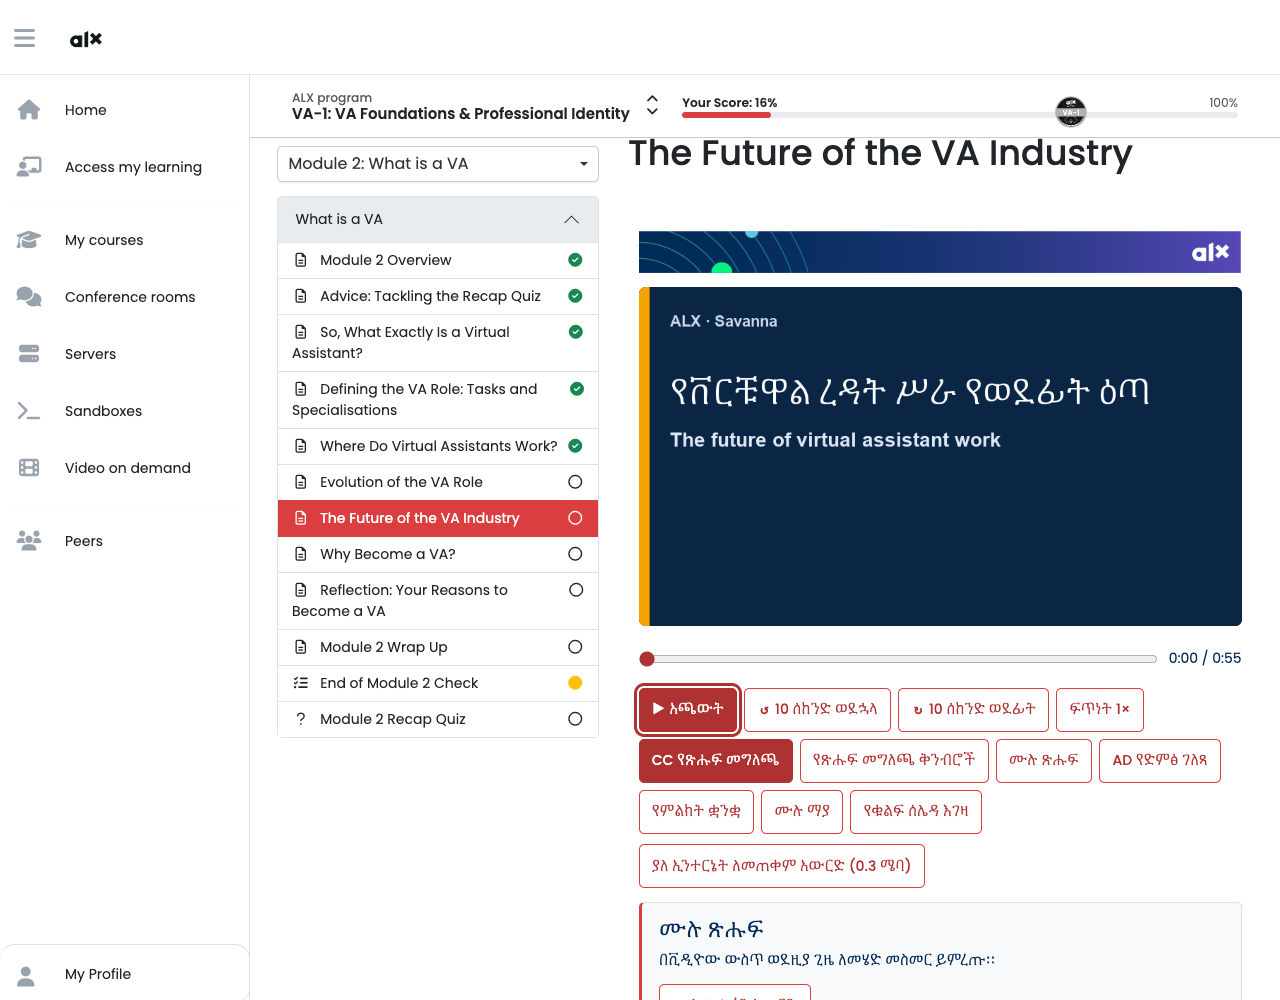 alx
ALX program
VA-1: VA Foundations & Professional Identity
Your Score: 16%
100%
alx
VA-1
Home
Access my learning
My courses
Conference rooms
Servers
Sandboxes
Video on demand
Peers
My Profile
Module 2: What is a VA
What is a VA
Module 2 Overview
Advice: Tackling the Recap Quiz
So, What Exactly Is a Virtual
Assistant?
Defining the VA Role: Tasks and
Specialisations
Where Do Virtual Assistants Work?
Evolution of the VA Role
The Future of the VA Industry
Why Become a VA?
Reflection: Your Reasons to
Become a VA
Module 2 Wrap Up
End of Module 2 Check
Module 2 Recap Quiz
The Future of the VA Industry
alx
ALX · Savanna
የቨርቹዋል ረዳት ሥራ የወደፊት ዕጣ
The future of virtual assistant work
0:00 / 0:55
▶ አጫውት
↺ 10 ሰከንድ ወደኋላ
↻ 10 ሰከንድ ወደፊት
ፍጥነት 1×
CC የጽሑፍ መግለጫ
የጽሑፍ መግለጫ ቅንብሮች
ሙሉ ጽሑፍ
AD የድምፅ ገለጻ
የምልክት ቋንቋ
ሙሉ ማያ
የቁልፍ ሰሌዳ እገዛ
ያለ ኢንተርኔት ለመጠቀም አውርድ (0.3 ሜባ)
ሙሉ ጽሑፍ
በቪዲዮው ውስጥ ወደዚያ ጊዜ ለመሄድ መስመር ይምረጡ።